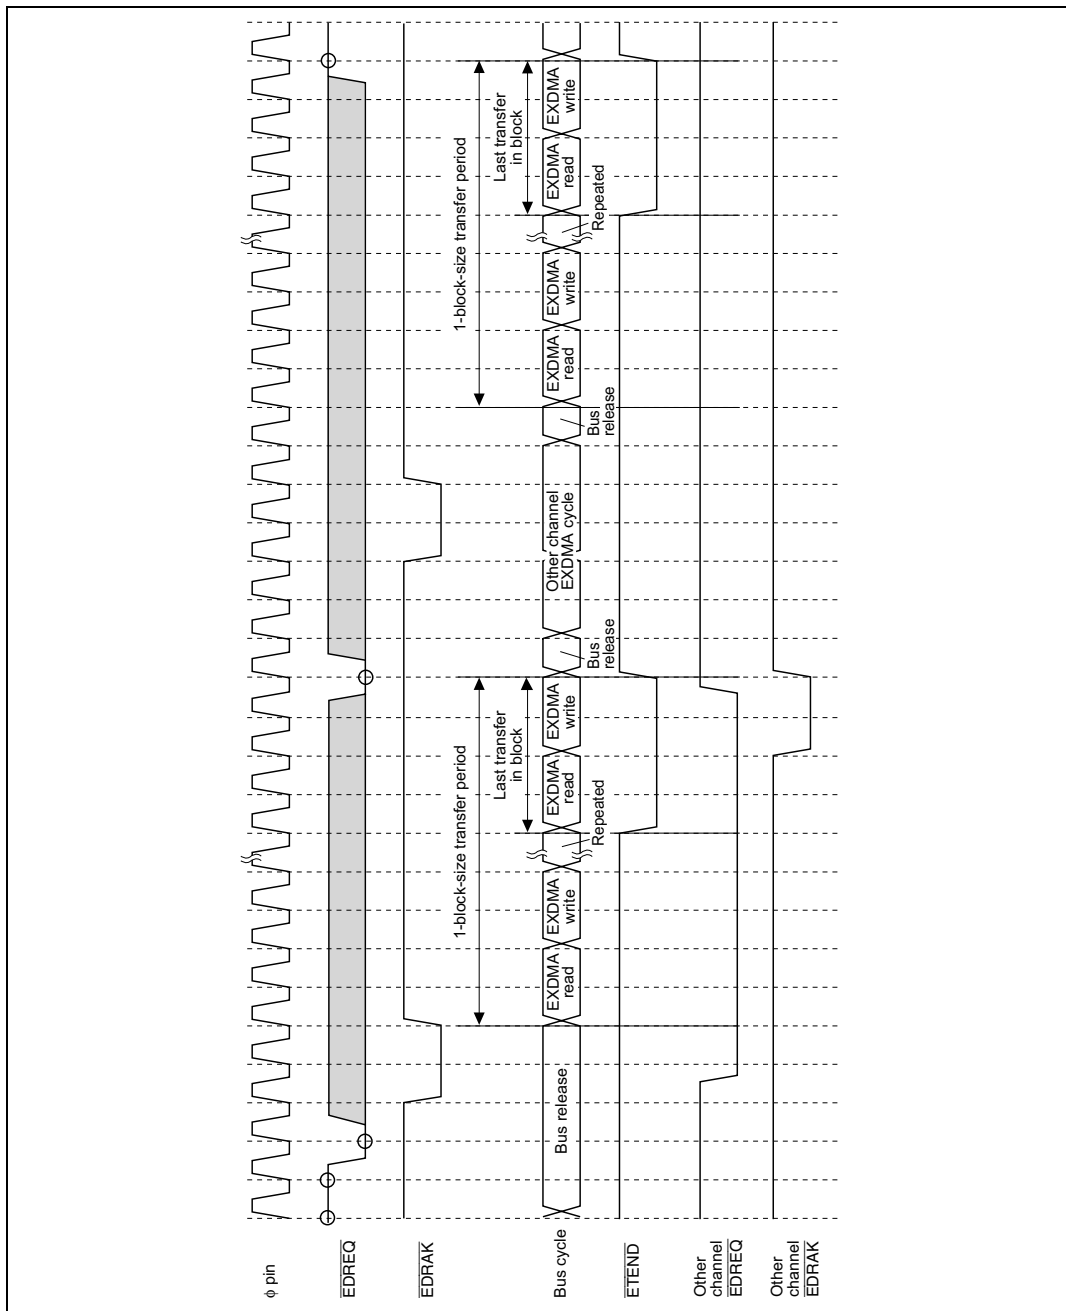 φ pin
EDREQ
EDRAK
1-block-size transfer period
1-block-size transfer period
Last transfer
in block
Last transfer
in block
Bus cycle
Bus release
EXDMA
read
EXDMA
write
Repeated
EXDMA
read
EXDMA
write
Bus
release
Other channel
EXDMA cycle
Bus
release
EXDMA
read
EXDMA
write
Repeated
EXDMA
read
EXDMA
write
ETEND
Other
channel
EDREQ
Other
channel
EDRAK